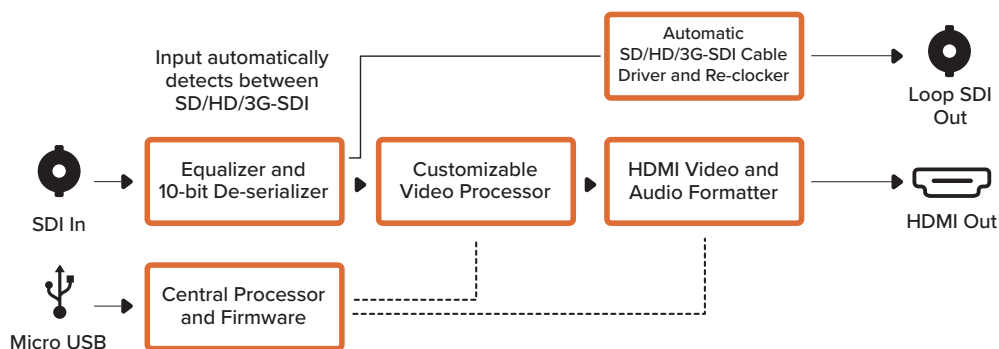 Input automatically
detects between
SD/HD/3G-SDI
Automatic
SD/HD/3G-SDI Cable
Driver and Re-clocker
Loop SDI
Out
SDI In
Equalizer and
10-bit De-serializer
Customizable
Video Processor
HDMI Video and
Audio Formatter
HDMI Out
Micro USB
Central Processor
and Firmware